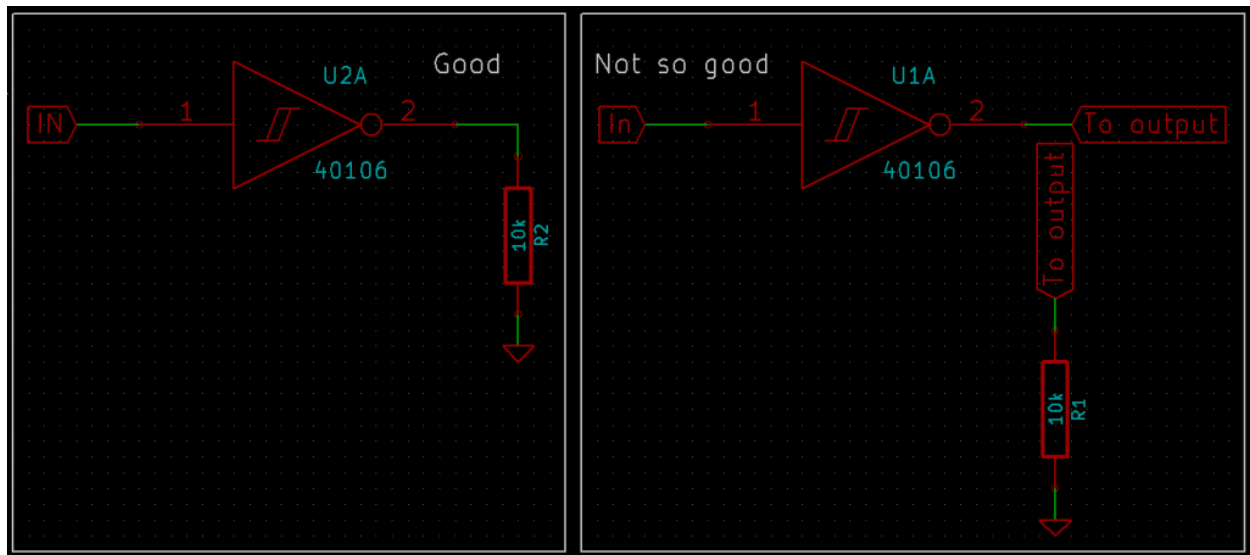 Good
U2A
IN
1
2
40106
10k
R2
Not so good
U1A
In
1
2
To output
40106
To output
10k
R1